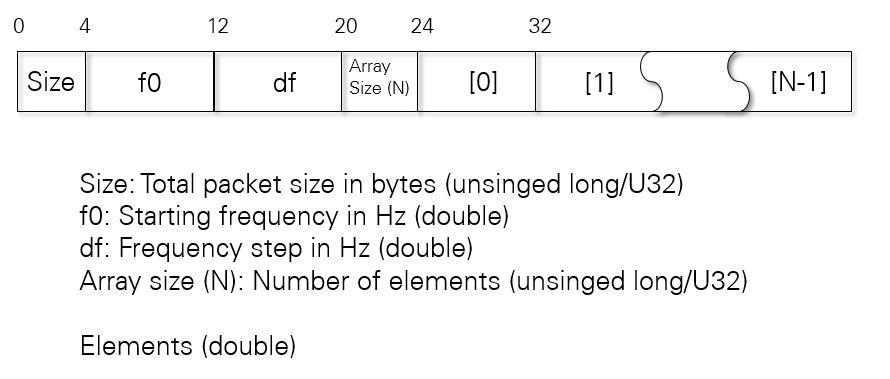 0 4 12 20 24 32
Size f0 df Array Size (N) [0] [1] [N-1]
Size: Total packet size in bytes (unsinged long/U32)
f0: Starting frequency in Hz (double)
df: Frequency step in Hz (double)
Array size (N): Number of elements (unsinged long/U32)
Elements (double)